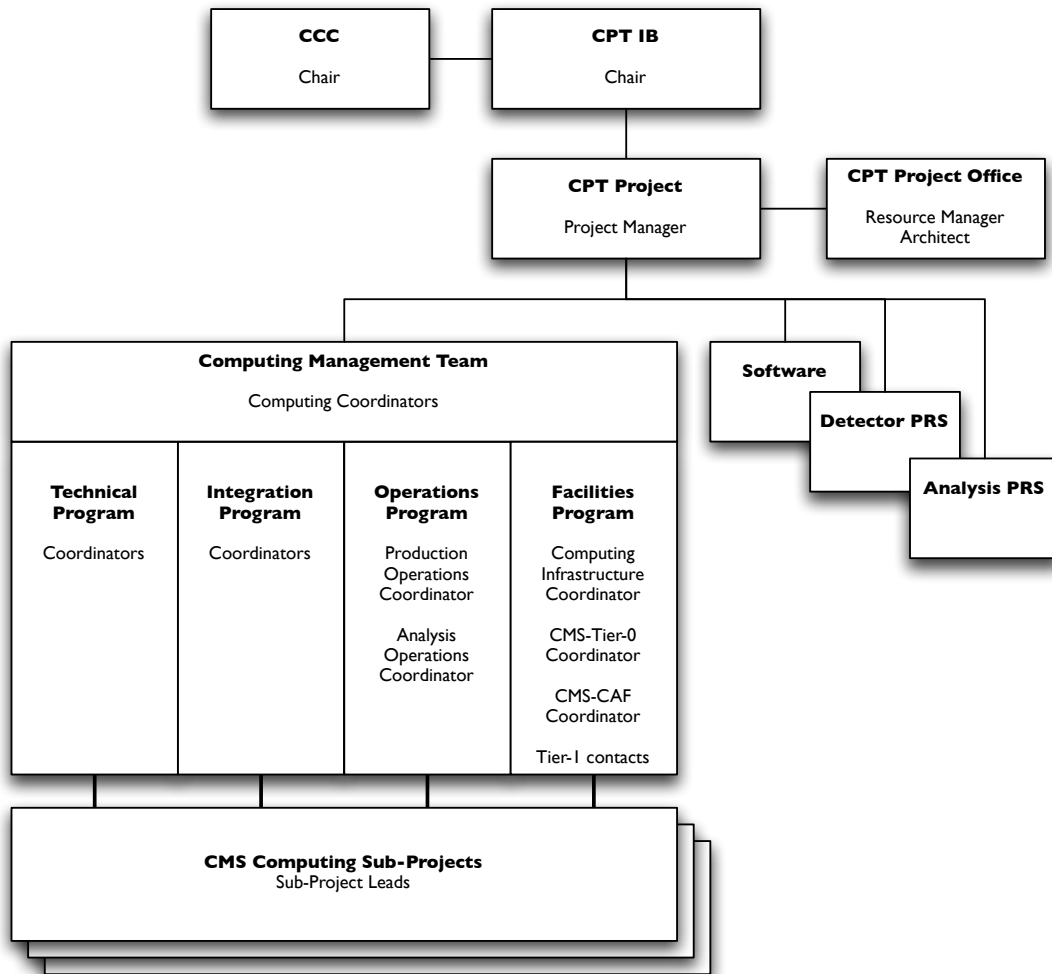 CCC
Chair
CPT IB
Chair
CPT Project
Project Manager
CPT Project Office
Resource Manager
Architect
Computing Management Team
Computing Coordinators
Software
Detector PRS
Analysis PRS
Technical
Program
Coordinators
Integration
Program
Coordinators
Operations
Program
Production
Operations
Coordinator
Analysis
Operations
Coordinator
Facilities
Program
Computing
Infrastructure
Coordinator
CMS-Tier-0
Coordinator
CMS-CAF
Coordinator
Tier-1 contacts
CMS Computing Sub-Projects
Sub-Project Leads